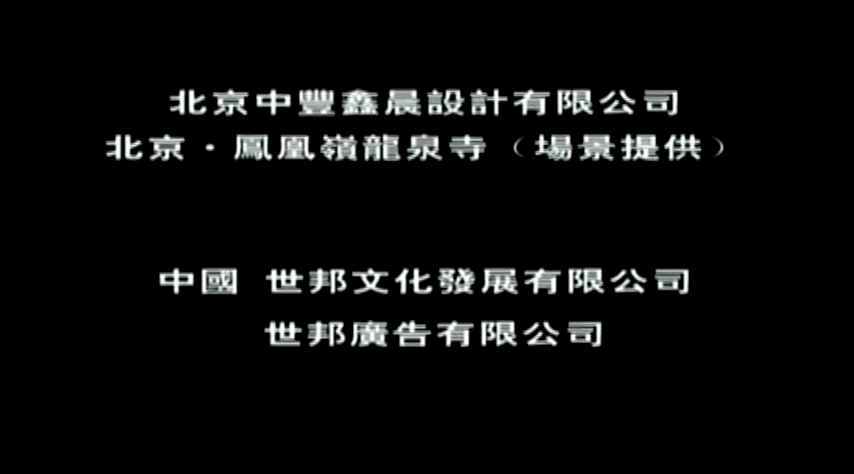 北京中豐鑫晨設計有限公司
北京·鳳凰嶺龍泉寺（場景提供）
中國 世邦文化發展有限公司
世邦廣告有限公司